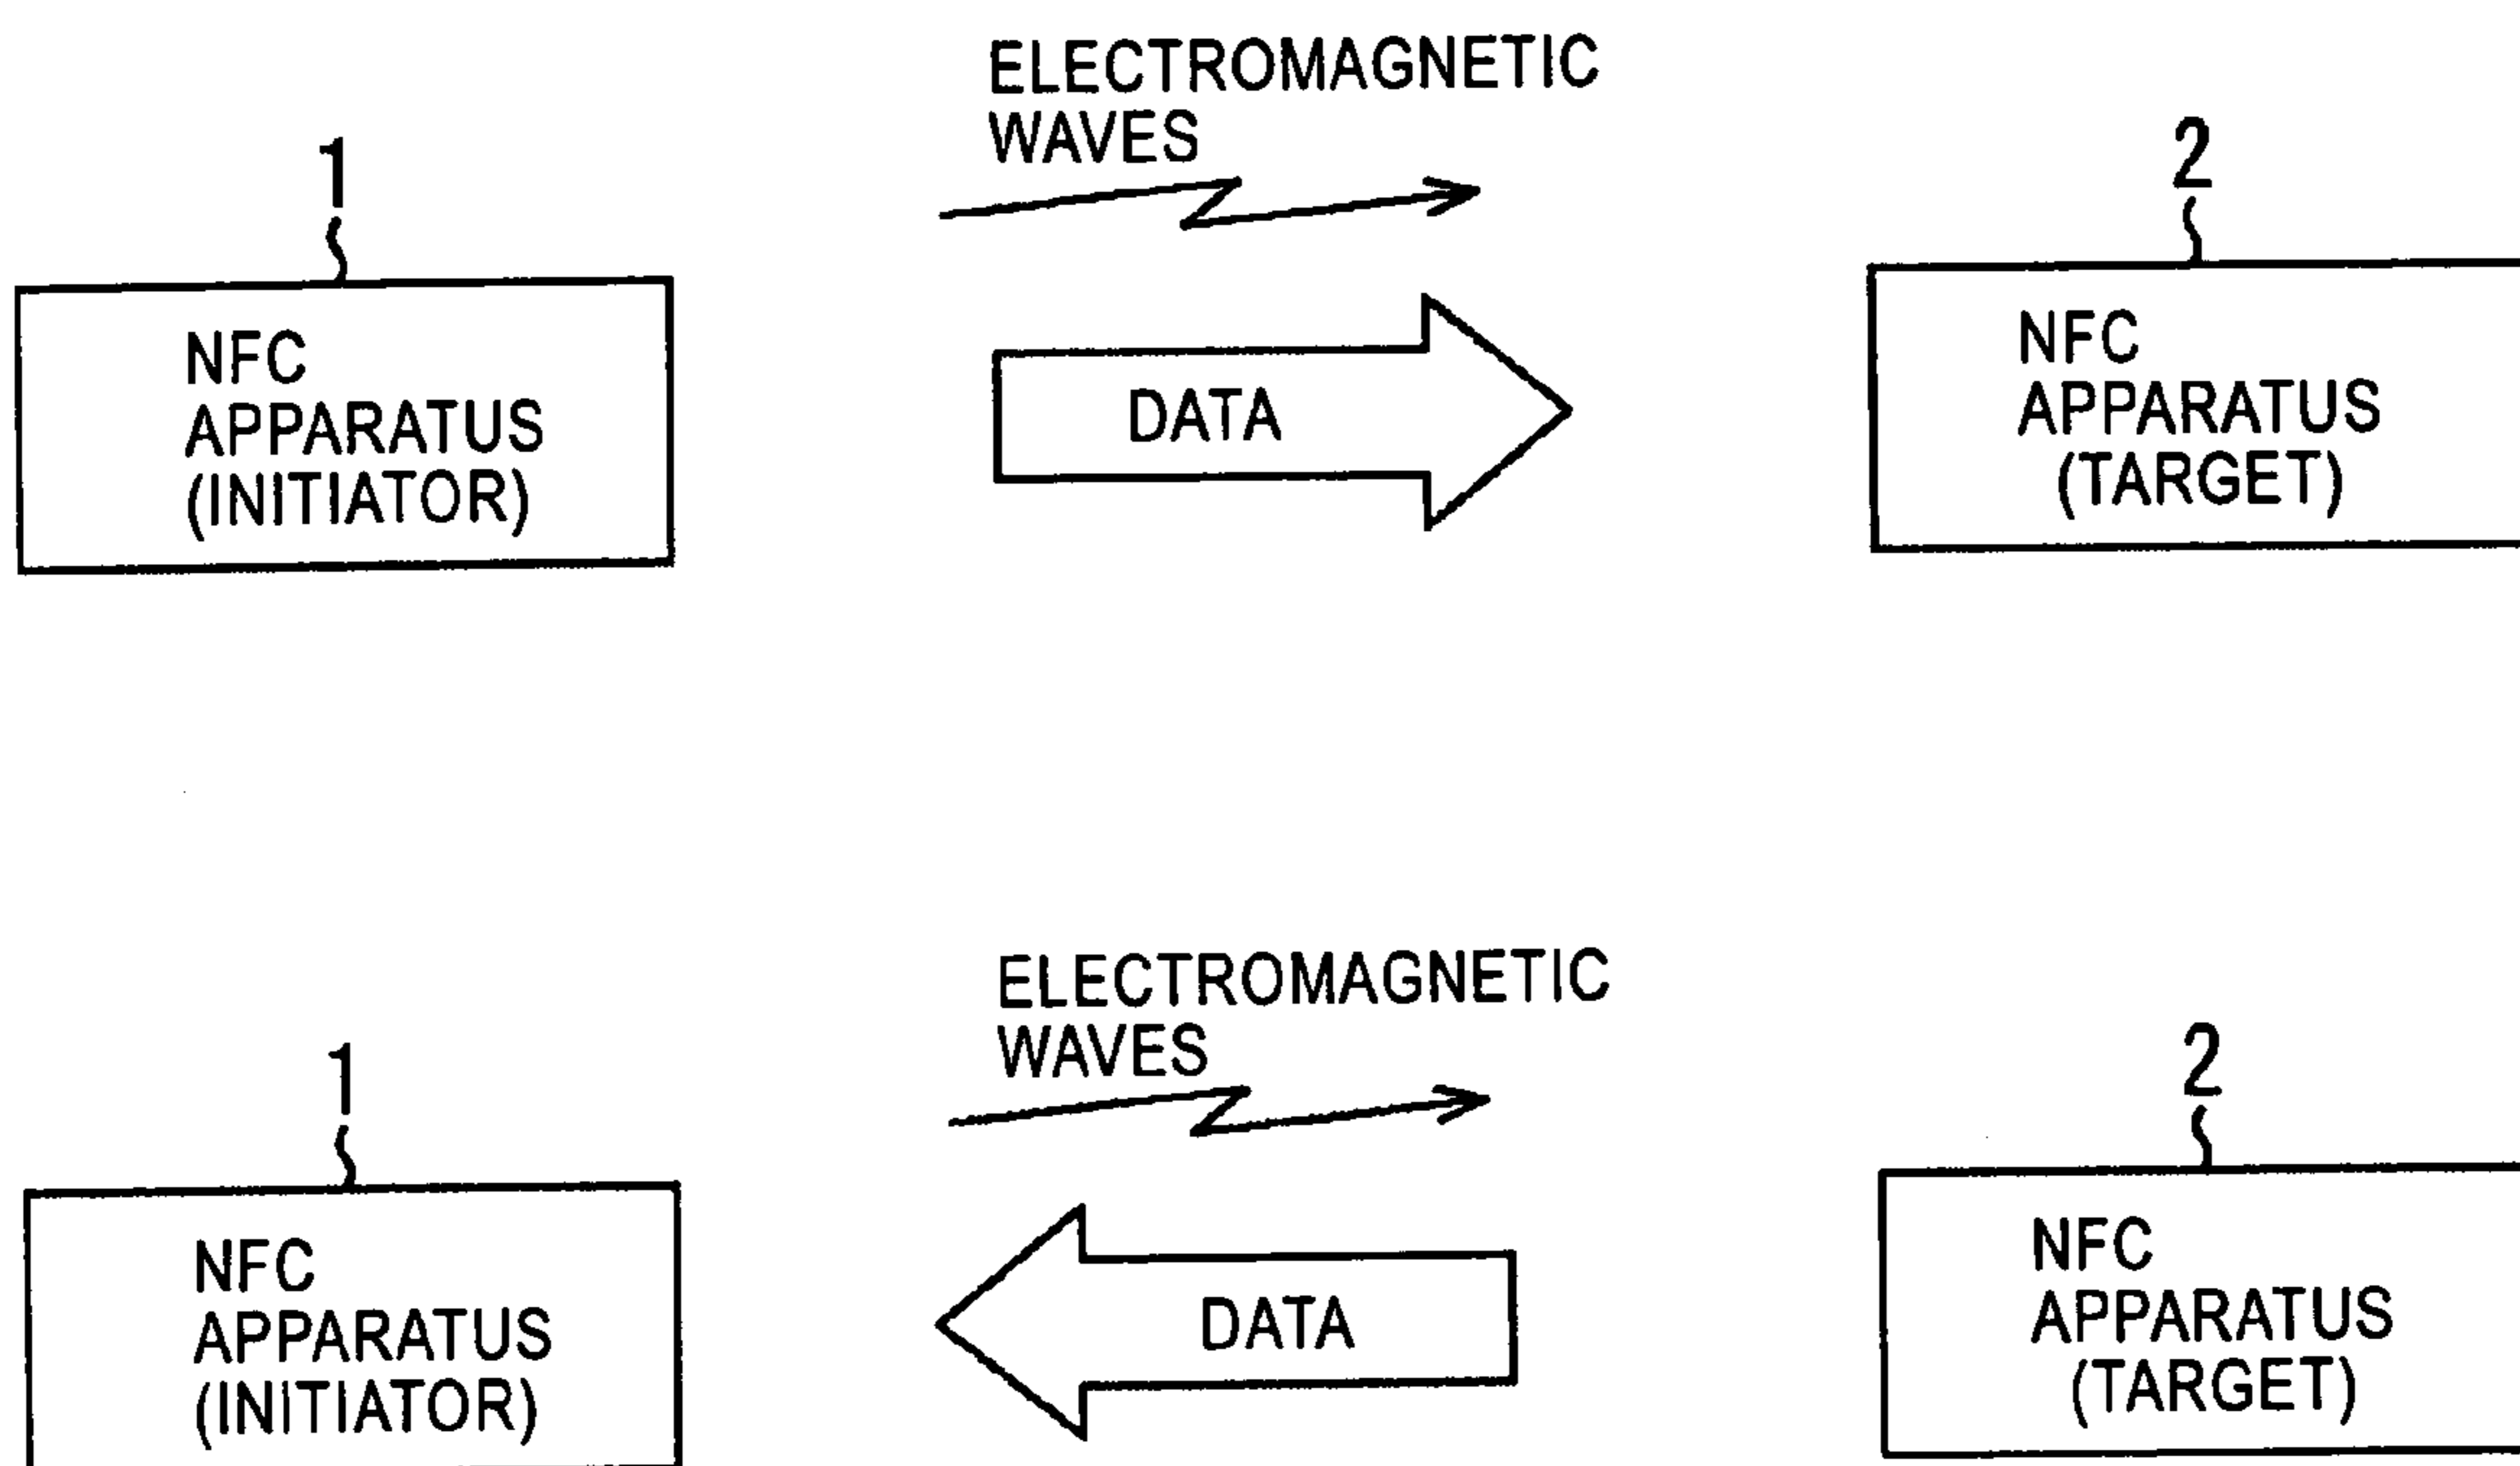 ELECTROMAGNETIC
WAVES
1
2
NFC
APPARATUS
(INITIATOR)
DATA
NFC
APPARATUS
(TARGET)
ELECTROMAGNETIC
WAVES
1
2
NFC
APPARATUS
(INITIATOR)
DATA
NFC
APPARATUS
(TARGET)